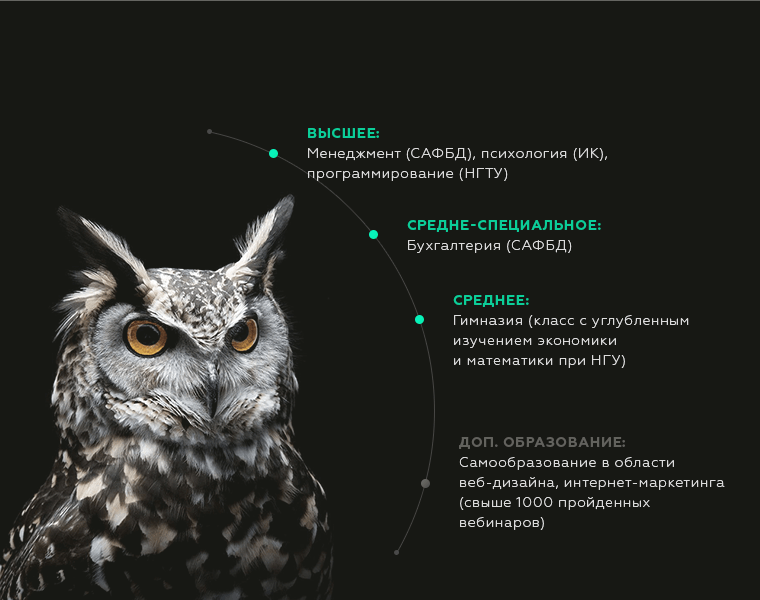 ВЫСШЕЕ:
Менеджмент (САФБД), психология (ИК),
программирование (НГТУ)
СРЕДНЕ-СПЕЦИАЛЬНОЕ:
Бухгалтерия (САФБД)
СРЕДНЕЕ:
Гимназия (класс с углубленным
изучением экономики
и математики при НГУ)
ДОП. ОБРАЗОВАНИЕ:
Самообразование в области
веб-дизайна, интернет-маркетинга
(свыше 1000 пройденных
вебинаров)